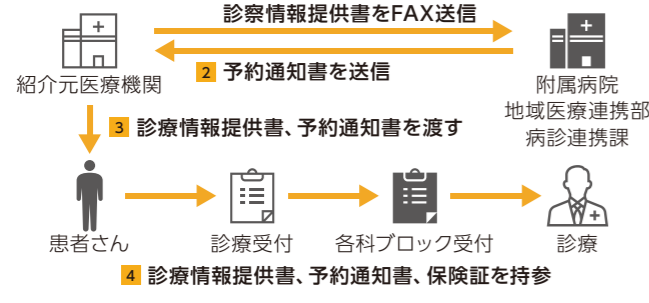 診察情報提供書をFAX送信
2 予約通知書を送信
紹介元医療機関
附属病院
地域医療連携部
病診連携課
3 診療情報提供書、予約通知書を渡す
患者さん
診療受付
各科ブロック受付
診療
4 診療情報提供書、予約通知書、保険証を持参